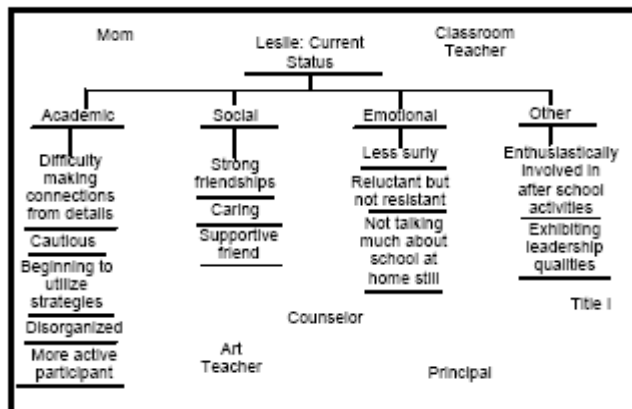 Mom
Leslie: Current
Status
Classroom
Teacher
Academic
Difficulty
making
connections
from details
Cautious
Beginning to
utilize
strategies
Disorganized
More active
participant
Social
Strong
friendships
Caring
Supportive
friend
Emotional
Less surly
Reluctant but
not resistant
Not talking
much about
school at
home still
Other
Enthusiastically
involved in
after school
activities
Exhibiting
leadership
qualities
Title I
Counselor
Art
Teacher
Principal